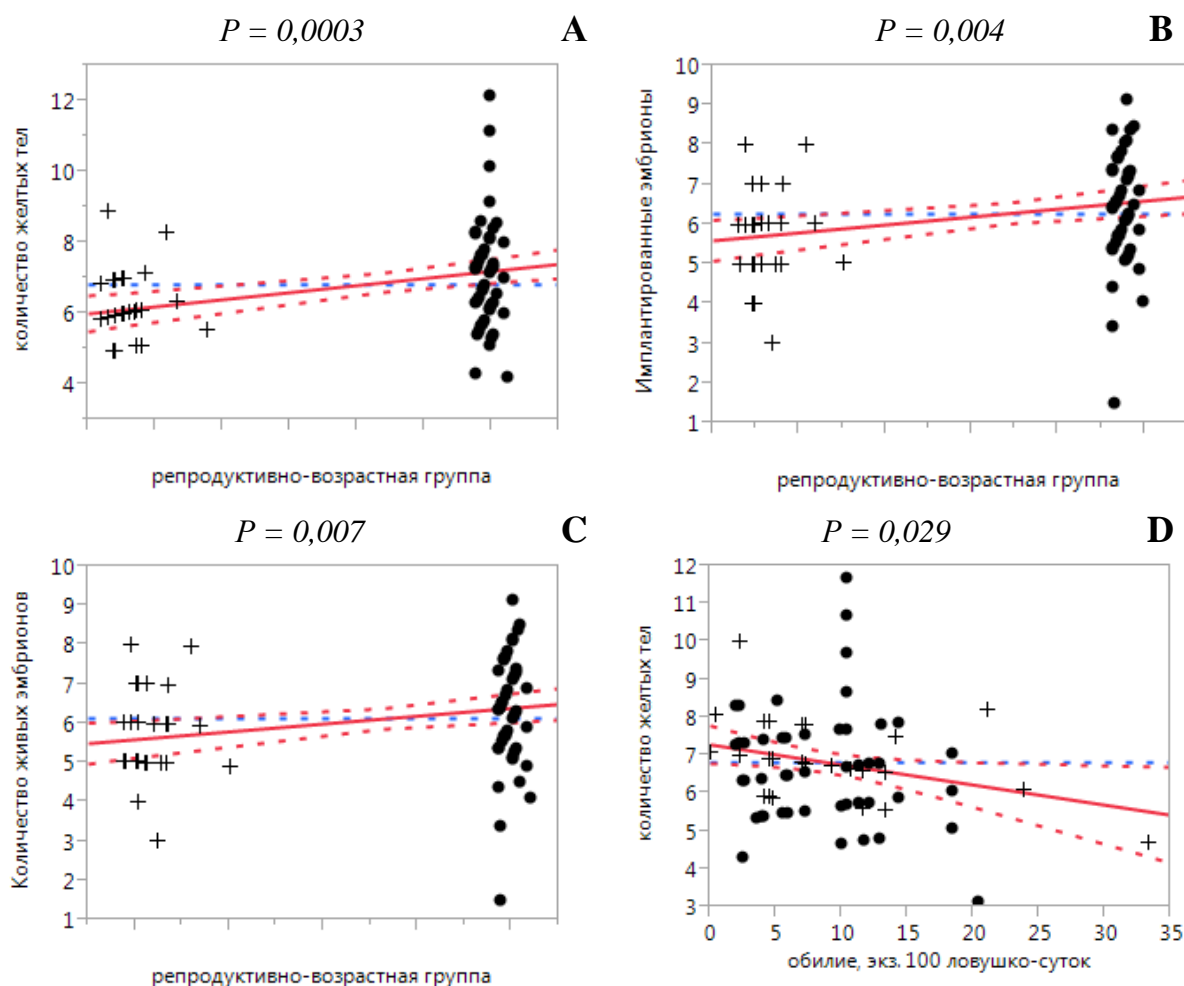 P = 0,0003
A
количество желтых тел
12
10
8
6
4
репродуктивно-возрастная группа
P = 0,004
B
Имплантированные эмбрионы
10
9
8
7
6
5
4
3
2
1
репродуктивно-возрастная группа
P = 0,007
C
Количество живых эмбрионов
10
9
8
7
6
5
4
3
2
1
репродуктивно-возрастная группа
P = 0,029
D
количество желтых тел
12
11
10
9
8
7
6
5
4
3
0 5 10 15 20 25 30 35
обилие, экз. 100 ловушко-суток